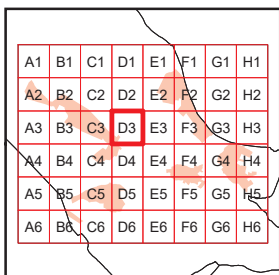 A1 B1 C1 D1 E1 F1 G1 H1
A2 B2 C2 D2 E2 F2 G2 H2
A3 B3 C3 D3 E3 F3 G3 H3
A4 B4 C4 D4 E4 F4 G4 H4
A5 B5 C5 D5 E5 F5 G5 H5
A6 B6 C6 D6 E6 F6 G6 H6